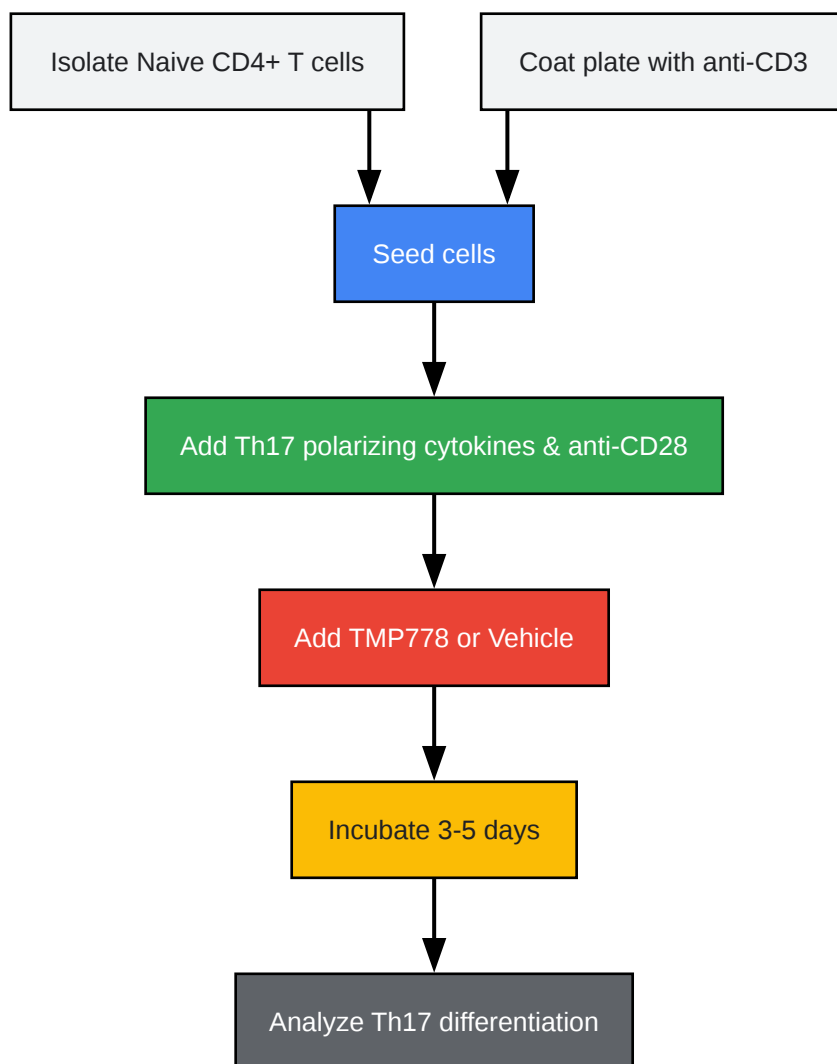 Isolate Naive CD4+ T cells
Coat plate with anti-CD3
Seed cells
Add Th17 polarizing cytokines & anti-CD28
Add TMP778 or Vehicle
Incubate 3-5 days
Analyze Th17 differentiation